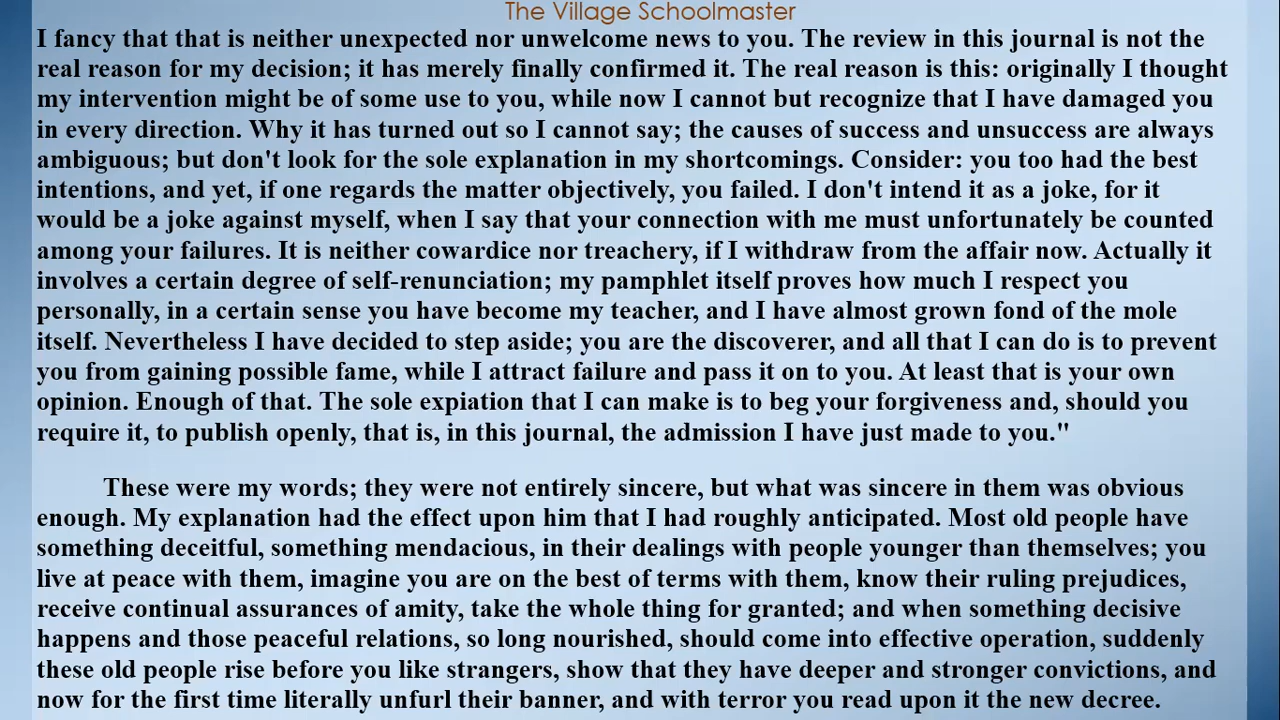 The Village Schoolmaster
I fancy that that is neither unexpected nor unwelcome news to you. The review in this journal is not the
real reason for my decision; it has merely finally confirmed it. The real reason is this: originally I thought
my intervention might be of some use to you, while now I cannot but recognize that I have damaged you
in every direction. Why it has turned out so I cannot say; the causes of success and unsuccess are always
ambiguous; but don't look for the sole explanation in my shortcomings. Consider: you too had the best
intentions, and yet, if one regards the matter objectively, you failed. I don't intend it as a joke, for it
would be a joke against myself, when I say that your connection with me must unfortunately be counted
among your failures. It is neither cowardice nor treachery, if I withdraw from the affair now. Actually it
involves a certain degree of self-renunciation; my pamphlet itself proves how much I respect you
personally, in a certain sense you have become my teacher, and I have almost grown fond of the mole
itself. Nevertheless I have decided to step aside; you are the discoverer, and all that I can do is to prevent
you from gaining possible fame, while I attract failure and pass it on to you. At least that is your own
opinion. Enough of that. The sole expiation that I can make is to beg your forgiveness and, should you
require it, to publish openly, that is, in this journal, the admission I have just made to you."
These were my words; they were not entirely sincere, but what was sincere in them was obvious
enough. My explanation had the effect upon him that I had roughly anticipated. Most old people have
something deceitful, something mendacious, in their dealings with people younger than themselves; you
live at peace with them, imagine you are on the best of terms with them, know their ruling prejudices,
receive continual assurances of amity, take the whole thing for granted; and when something decisive
happens and those peaceful relations, so long nourished, should come into effective operation, suddenly
these old people rise before you like strangers, show that they have deeper and stronger convictions, and
now for the first time literally unfurl their banner, and with terror you read upon it the new decree.